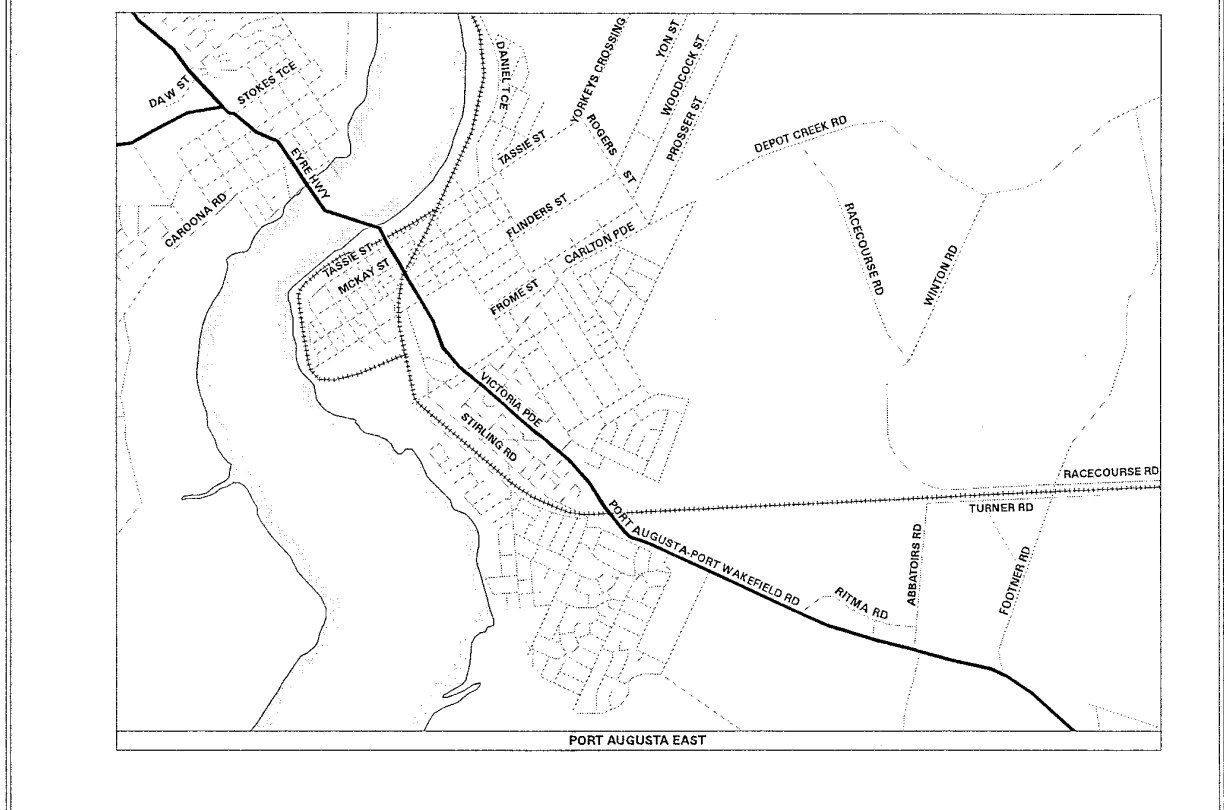 DAW ST
STOKES TCE
EYRE HWY
CAROONA RD
DANIEL TCE
YORKEYS CROSSING
YON ST
WOODCOCK ST
PROSSER ST
ROGERS ST
TASSIE ST
FLINDERS ST
CARLTON PDE
FROME ST
TASSIE ST
MCKAY ST
DEPOT CREEK RD
RACECOURSE RD
WINTON RD
VICTORIA PDE
STIRLING RD
RACECOURSE RD
TURNER RD
PORT AUGUSTA-PORT WAKEFIELD RD
RITMA RD
ABBATOIRS RD
FOOTNER RD
PORT AUGUSTA EAST